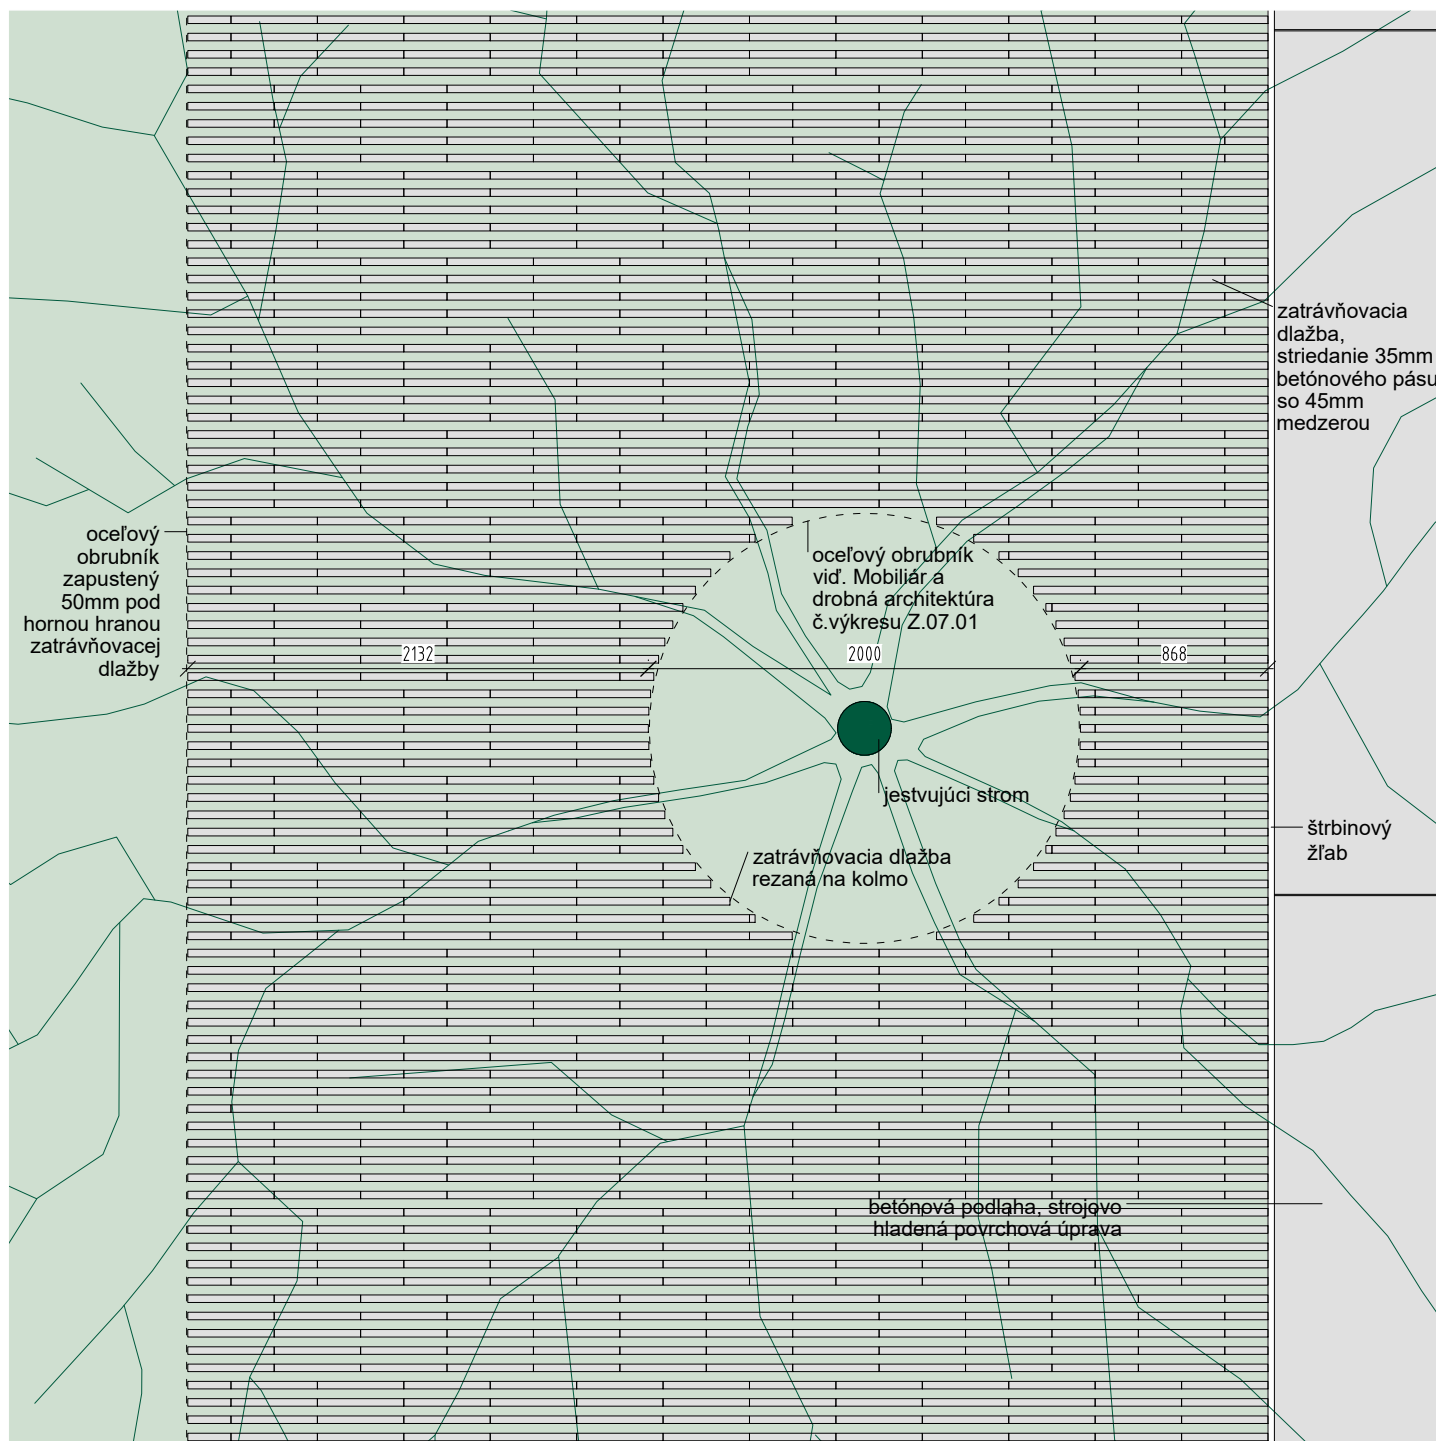 zatrávňovacia
dlažba,
striedanie 35mm
betónového pásu
so 45mm
medzerou
oceľový
obrubník
zapustený
50mm pod
hornou hranou
zatrávňovacej
dlažby
oceľový obrubník
viď. Mobiliár a
drobná architektúra
č.výkresu Z.07.01
2132
2000
868
jestvujúci strom
štrbinový
žľab
zatrávňovacia dlažba
rezaná na kolmo
betónová podlaha, strojovo
hladená povrchová úprava